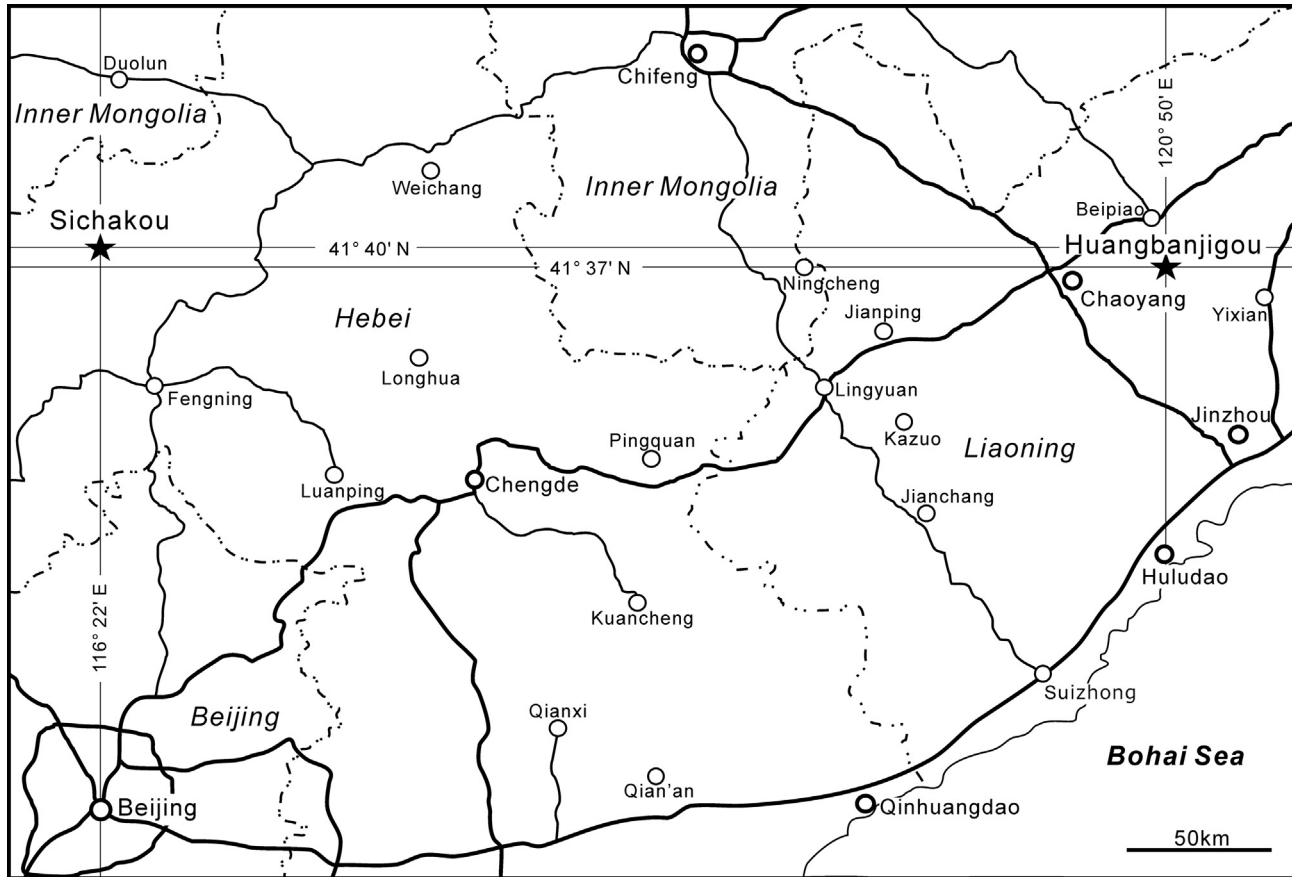 Duolun
Chifeng
Inner Mongolia
120° 50' E
Weichang
Inner Mongolia
Sichakou
Beipiao
41° 40' N
Huangbanjigou
41° 37' N
Ningcheng
Chaoyang
Jianping
Yixian
Hebei
Longhua
Fengning
Lingyuan
Jinzhou
Kazuo
Pingquan
Liaoning
Luanping
Chengde
Jianchang
Huludao
116° 22' E
Kuancheng
Suizhong
Beijing
Qianxi
Bohai Sea
Qian'an
Beijing
Qinhuangdao
50km